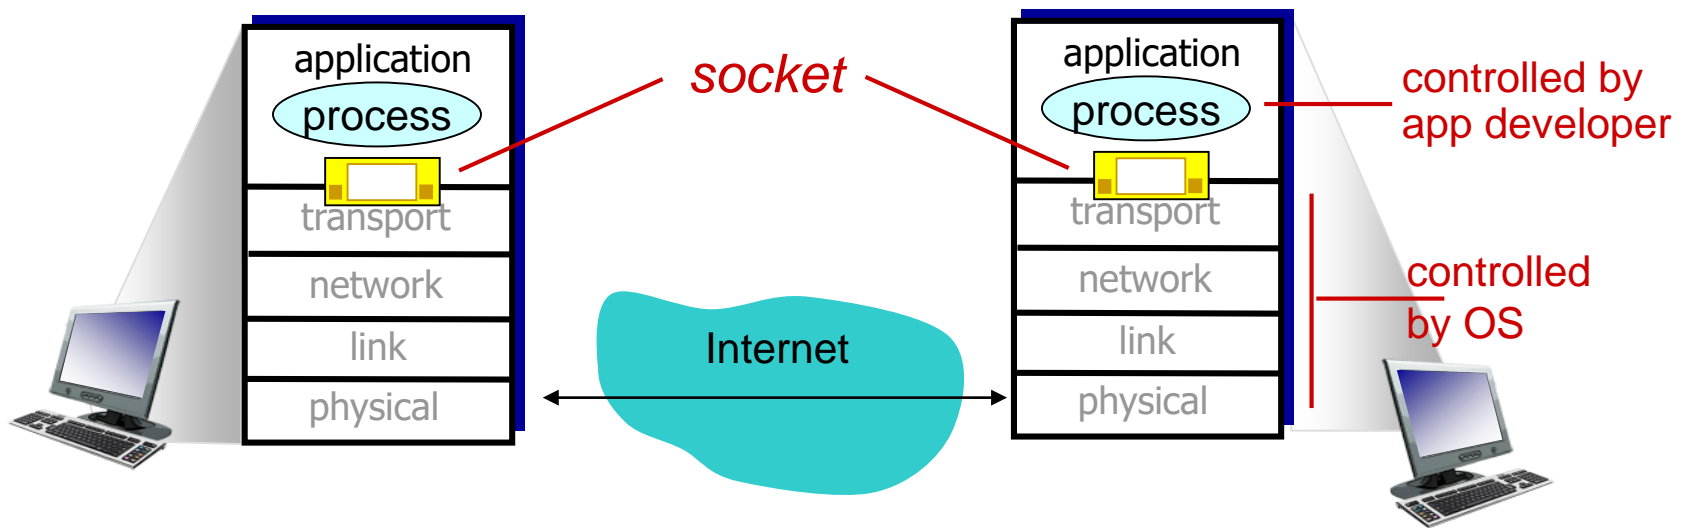 application
process
transport
network
link
physical
socket
Internet
application
process
transport
network
link
physical
controlled by
app developer
controlled
by OS